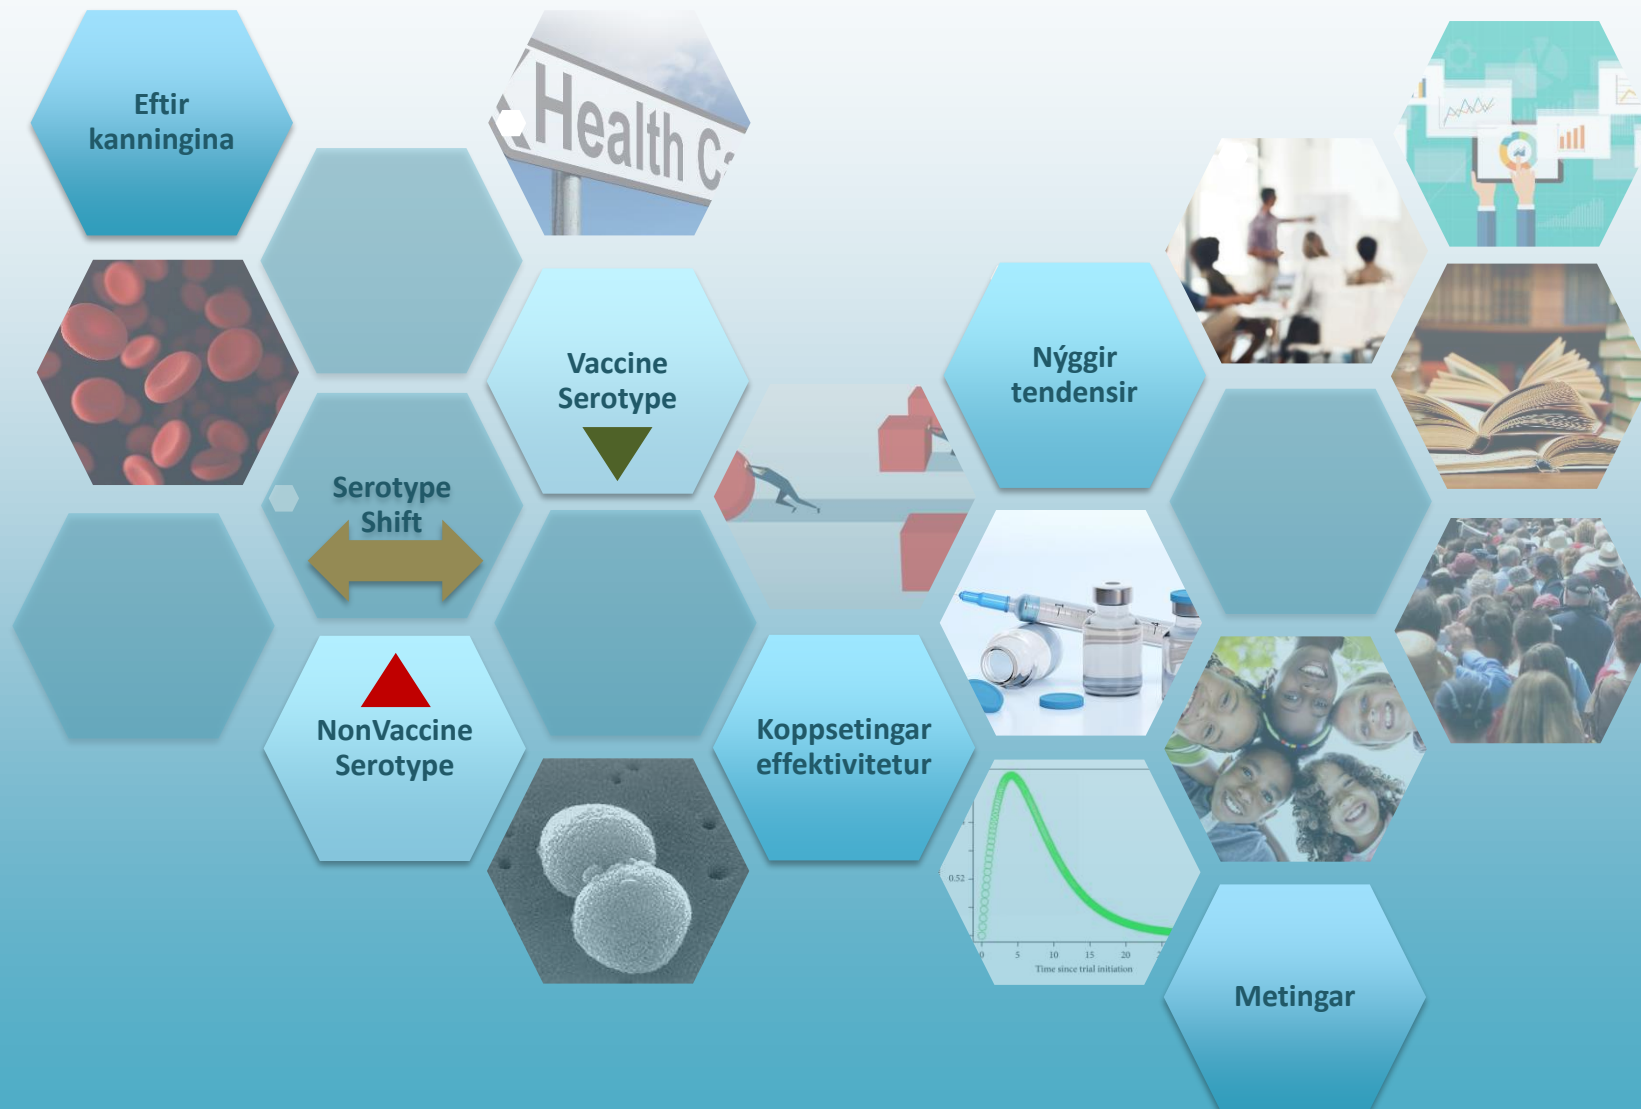 Eftir
kanningina
Health C
Vaccine
Serotype
Nýggir
tendensir
Serotype
Shift
NonVaccine
Serotype
Koppsetingar
effektivitetur
0.52
0 5 10 15 20
Time since trial initiation
Metingar